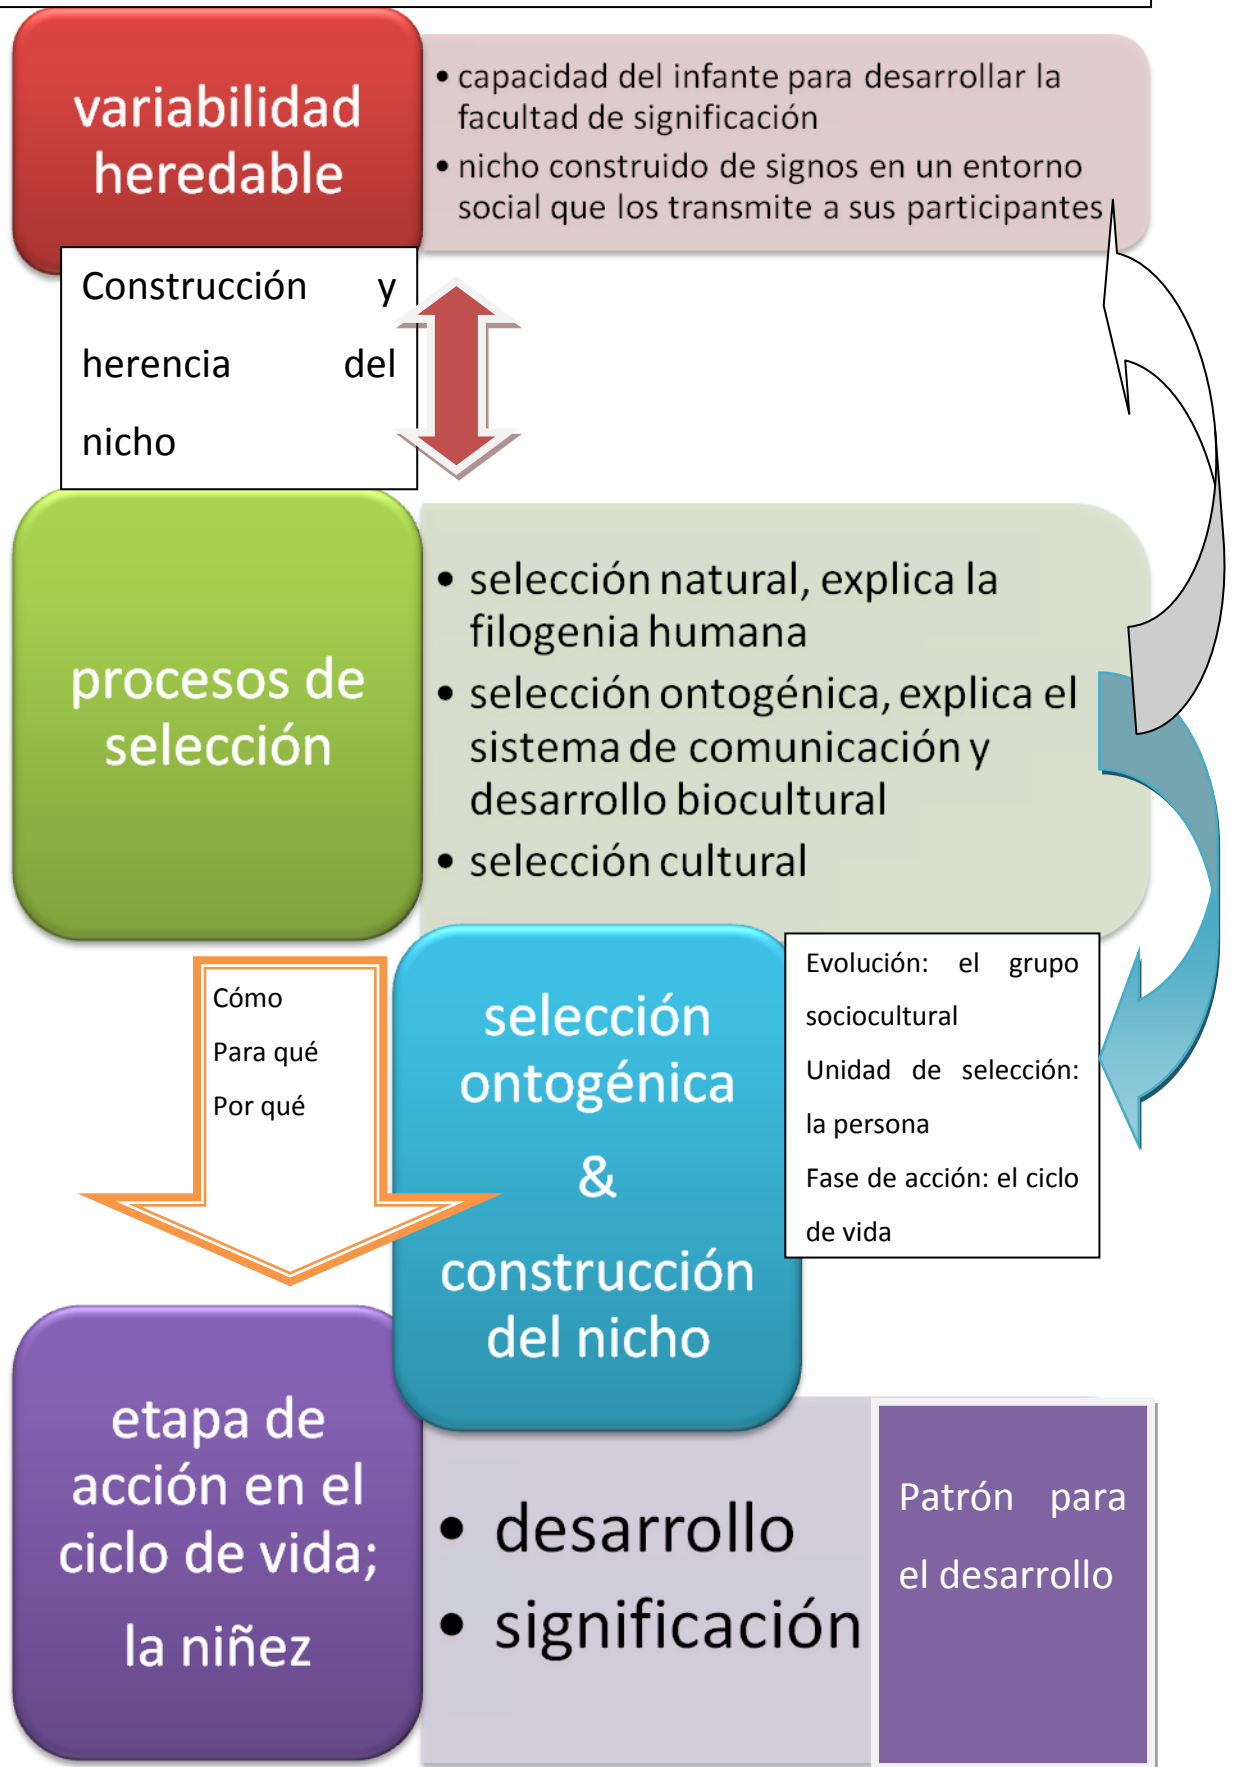 variabilidad
heredable
• capacidad del infante para desarrollar la
facultad de significación
• nicho construido de signos en un entorno
social que los transmite a sus participantes
Construcción y
herencia del
nicho
procesos de
selección
• selección natural, explica la
filogenia humana
• selección ontogénica, explica el
sistema de comunicación y
desarrollo biocultural
• selección cultural
Cómo
Para qué
Por qué
selección
ontogénica
&
construcción
del nicho
Evolución: el grupo
sociocultural
Unidad de selección:
la persona
Fase de acción: el ciclo
de vida
etapa de
acción en el
ciclo de vida;
la niñez
• desarrollo
• significación
Patrón para
el desarrollo